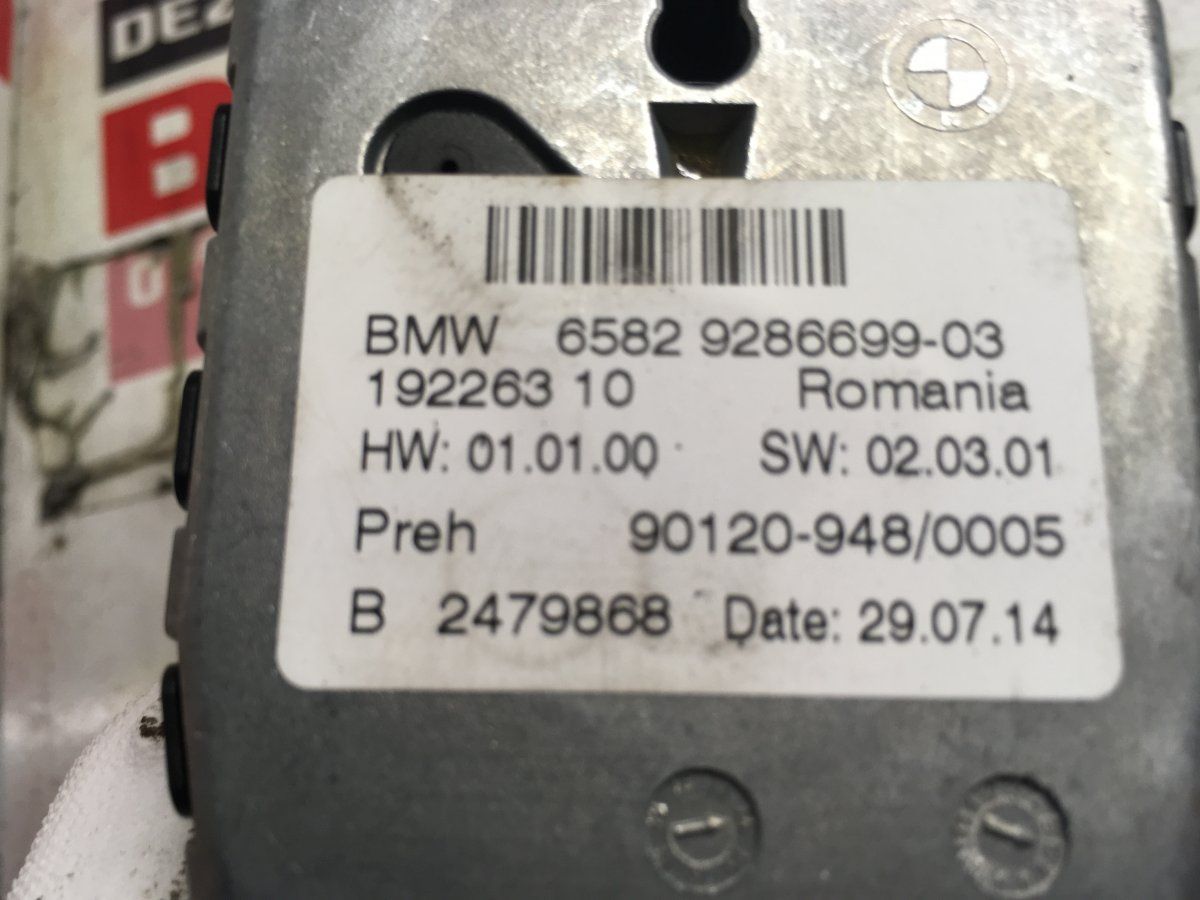 DEZ
B
BMW 6582 9286699-03
192263 10 Romania
HW: 01.01.00 SW: 02.03.01
Preh 90120-948/0005
B 2479868 Date: 29.07.14